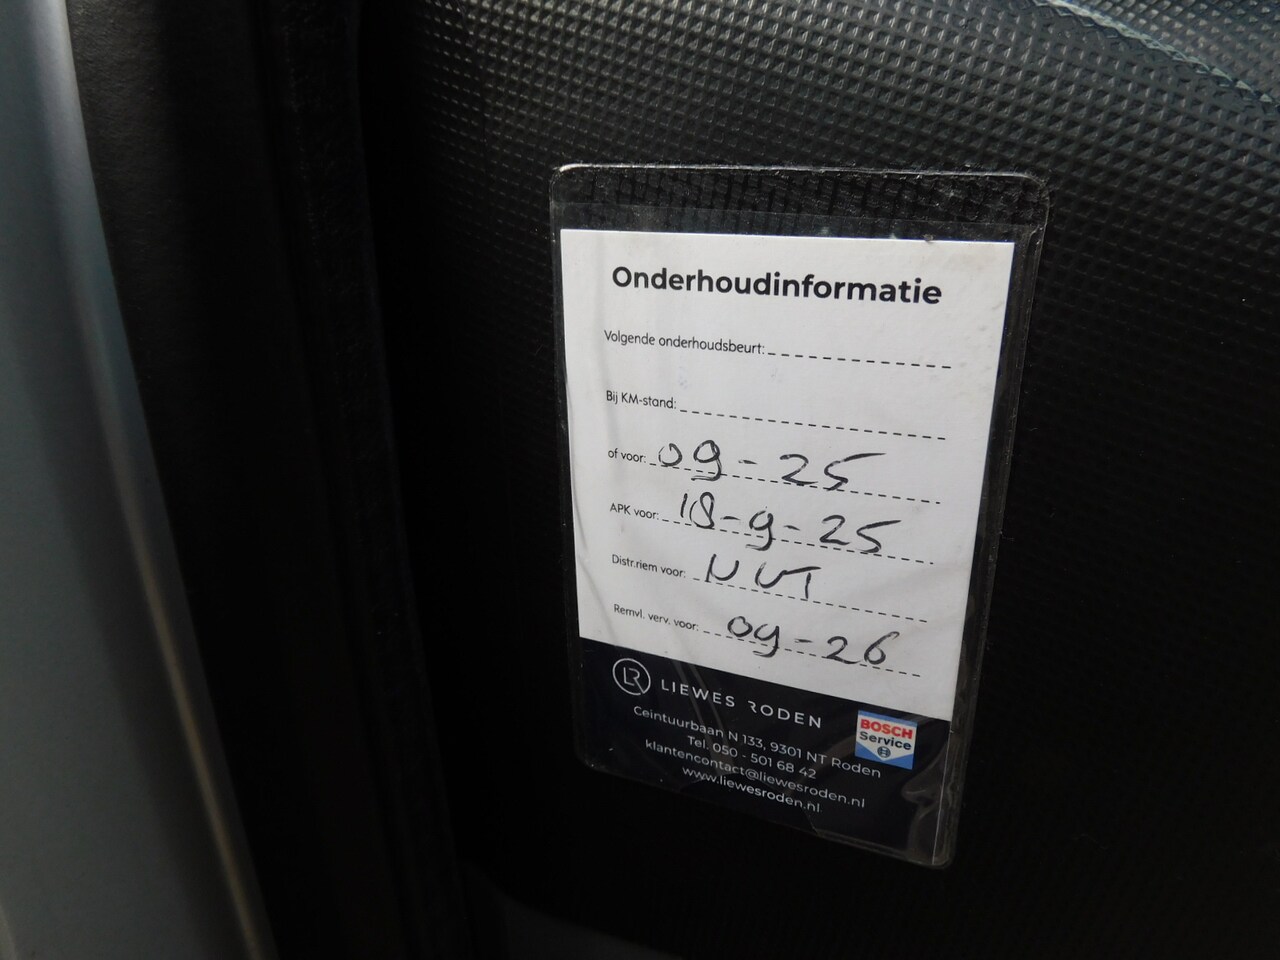 Onderhoudinformatie
Volgende onderhoudsbeurt:
Bij KM-stand:
of voor: 09-25
APK voor: 18-9-25
Distr.riem voor: NVT
Remvl. verv. voor: 09-26
LR LIEWES RODEN
Ceintuurbaan N 133, 9301 NT Roden
Tel. 050 - 501 68 42
klantencontact@liewesroden.nl
www.liewesroden.nl
BOSCH
Service